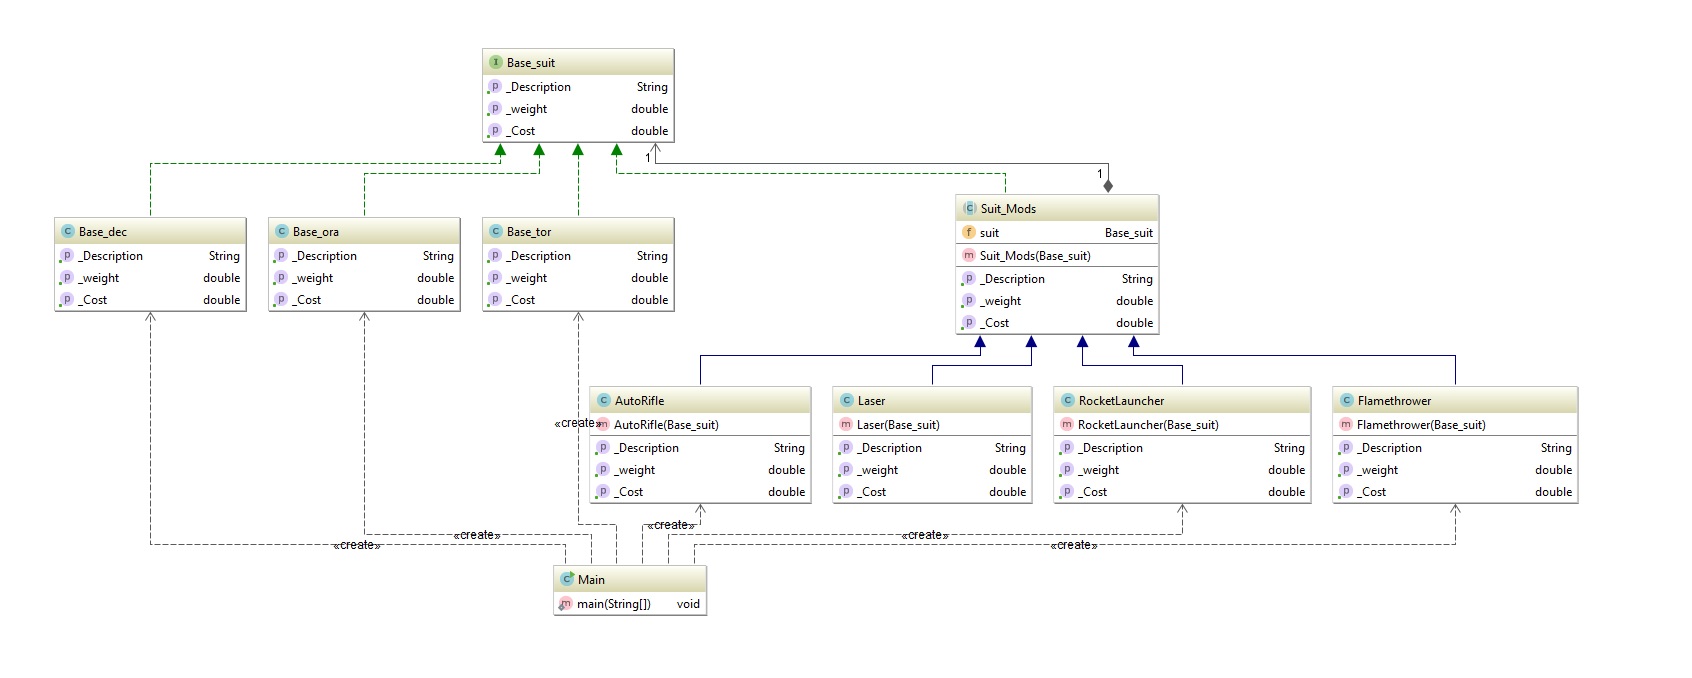 Base_suit
_Description String
_weight double
_Cost double
1
1
Base_dec
_Description String
_weight double
_Cost double
Base_ora
_Description String
_weight double
_Cost double
Base_tor
_Description String
_weight double
_Cost double
Suit_Mods
suit Base_suit
Suit_Mods(Base_suit)
_Description String
_weight double
_Cost double
AutoRifle
AutoRifle(Base_suit)
_Description String
_weight double
_Cost double
Laser
Laser(Base_suit)
_Description String
_weight double
_Cost double
RocketLauncher
RocketLauncher(Base_suit)
_Description String
_weight double
_Cost double
Flamethrower
Flamethrower(Base_suit)
_Description String
_weight double
_Cost double
«create»
«create»
«create»
«create»
«create»
«create»
Main
main(String[]) void